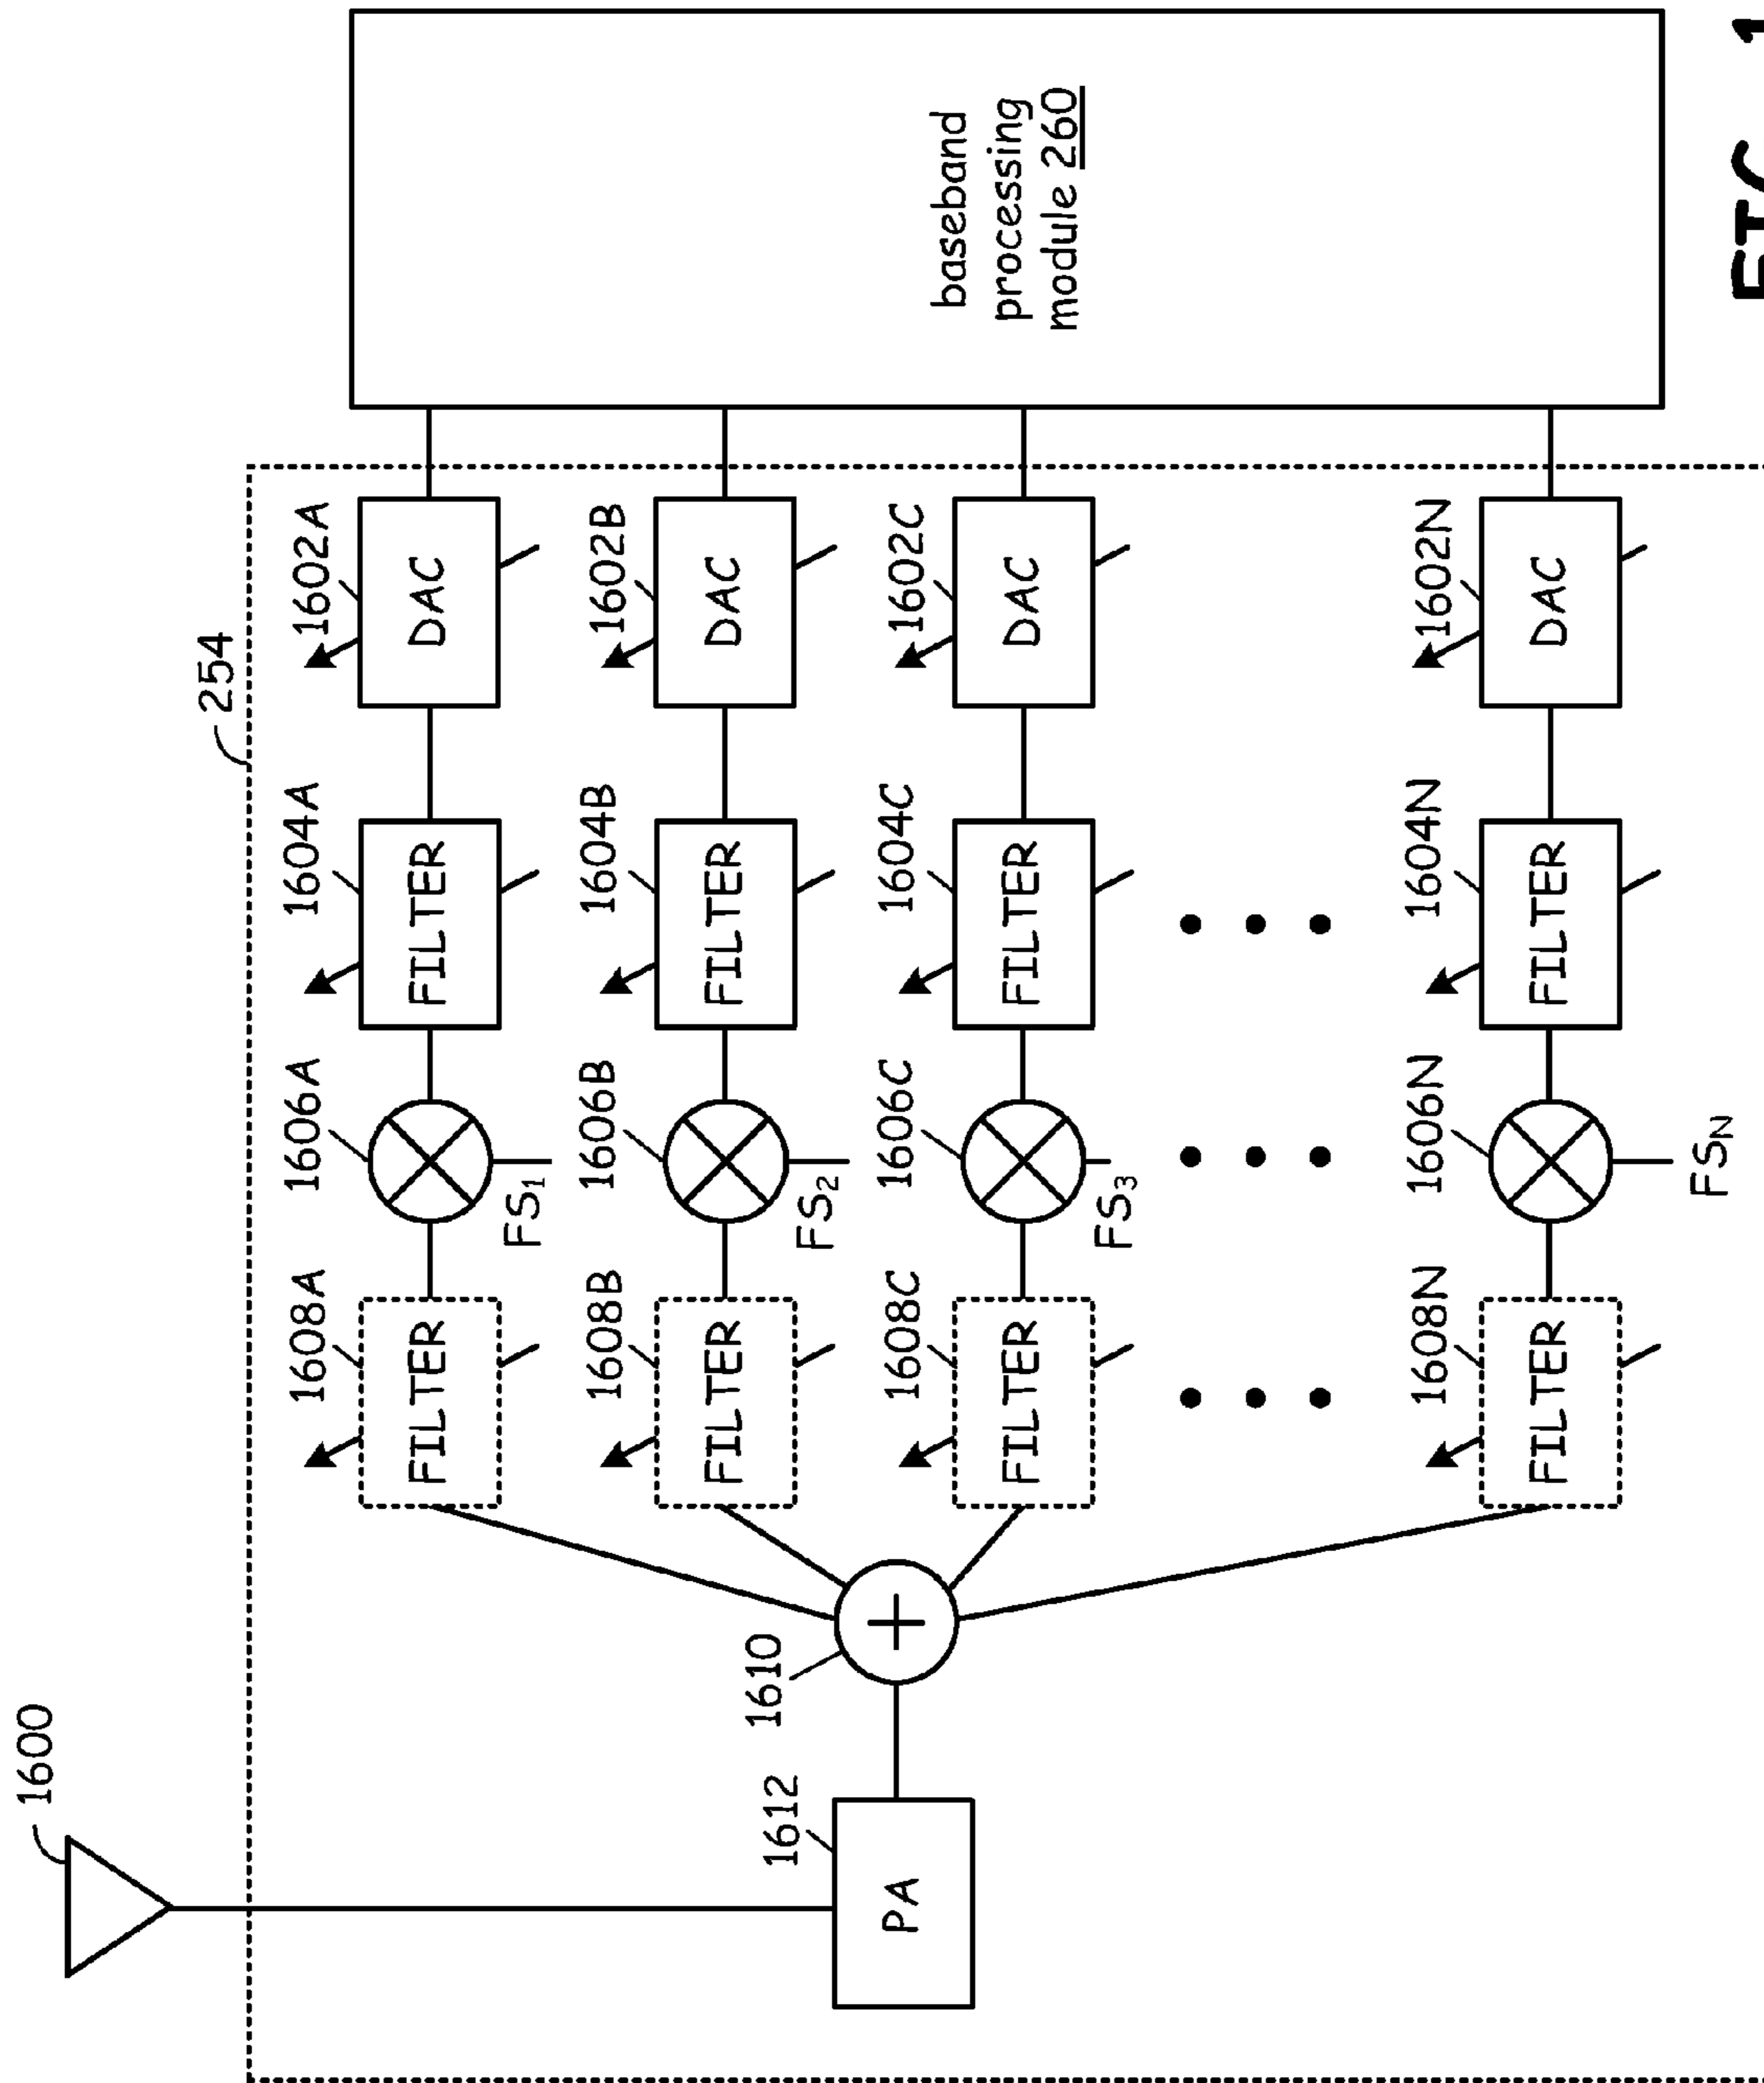 1600
254
1608A
1606A
1604A
1602A
FILTER
FILTER
DAC
FS1
1608B
1606B
1604B
1602B
FILTER
FILTER
DAC
1612
1610
FS2
PA
1608C
1606C
1604C
1602C
FILTER
FILTER
DAC
FS3
baseband
processing
module 260
1608N
1606N
1604N
1602N
FILTER
FILTER
DAC
FSN
FIG. 1